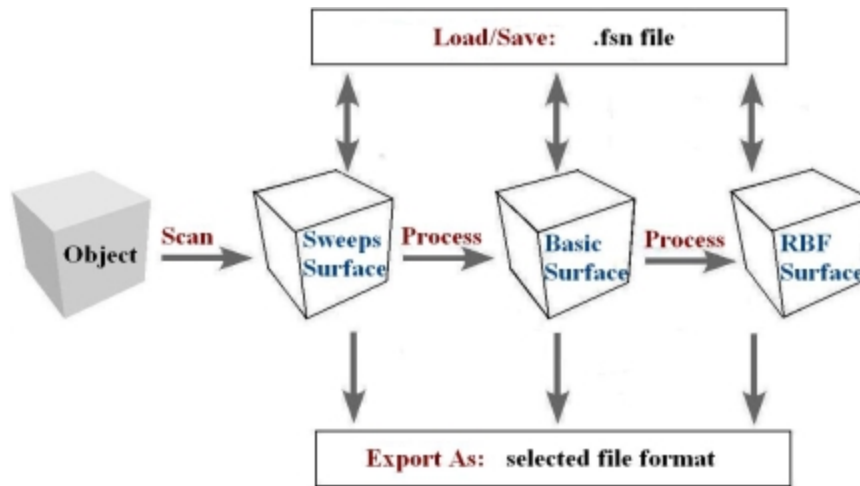 Load/Save: .fsn file
Object
Scan
Sweeps
Surface
Process
Basic
Surface
Process
RBF
Surface
Export As: selected file format